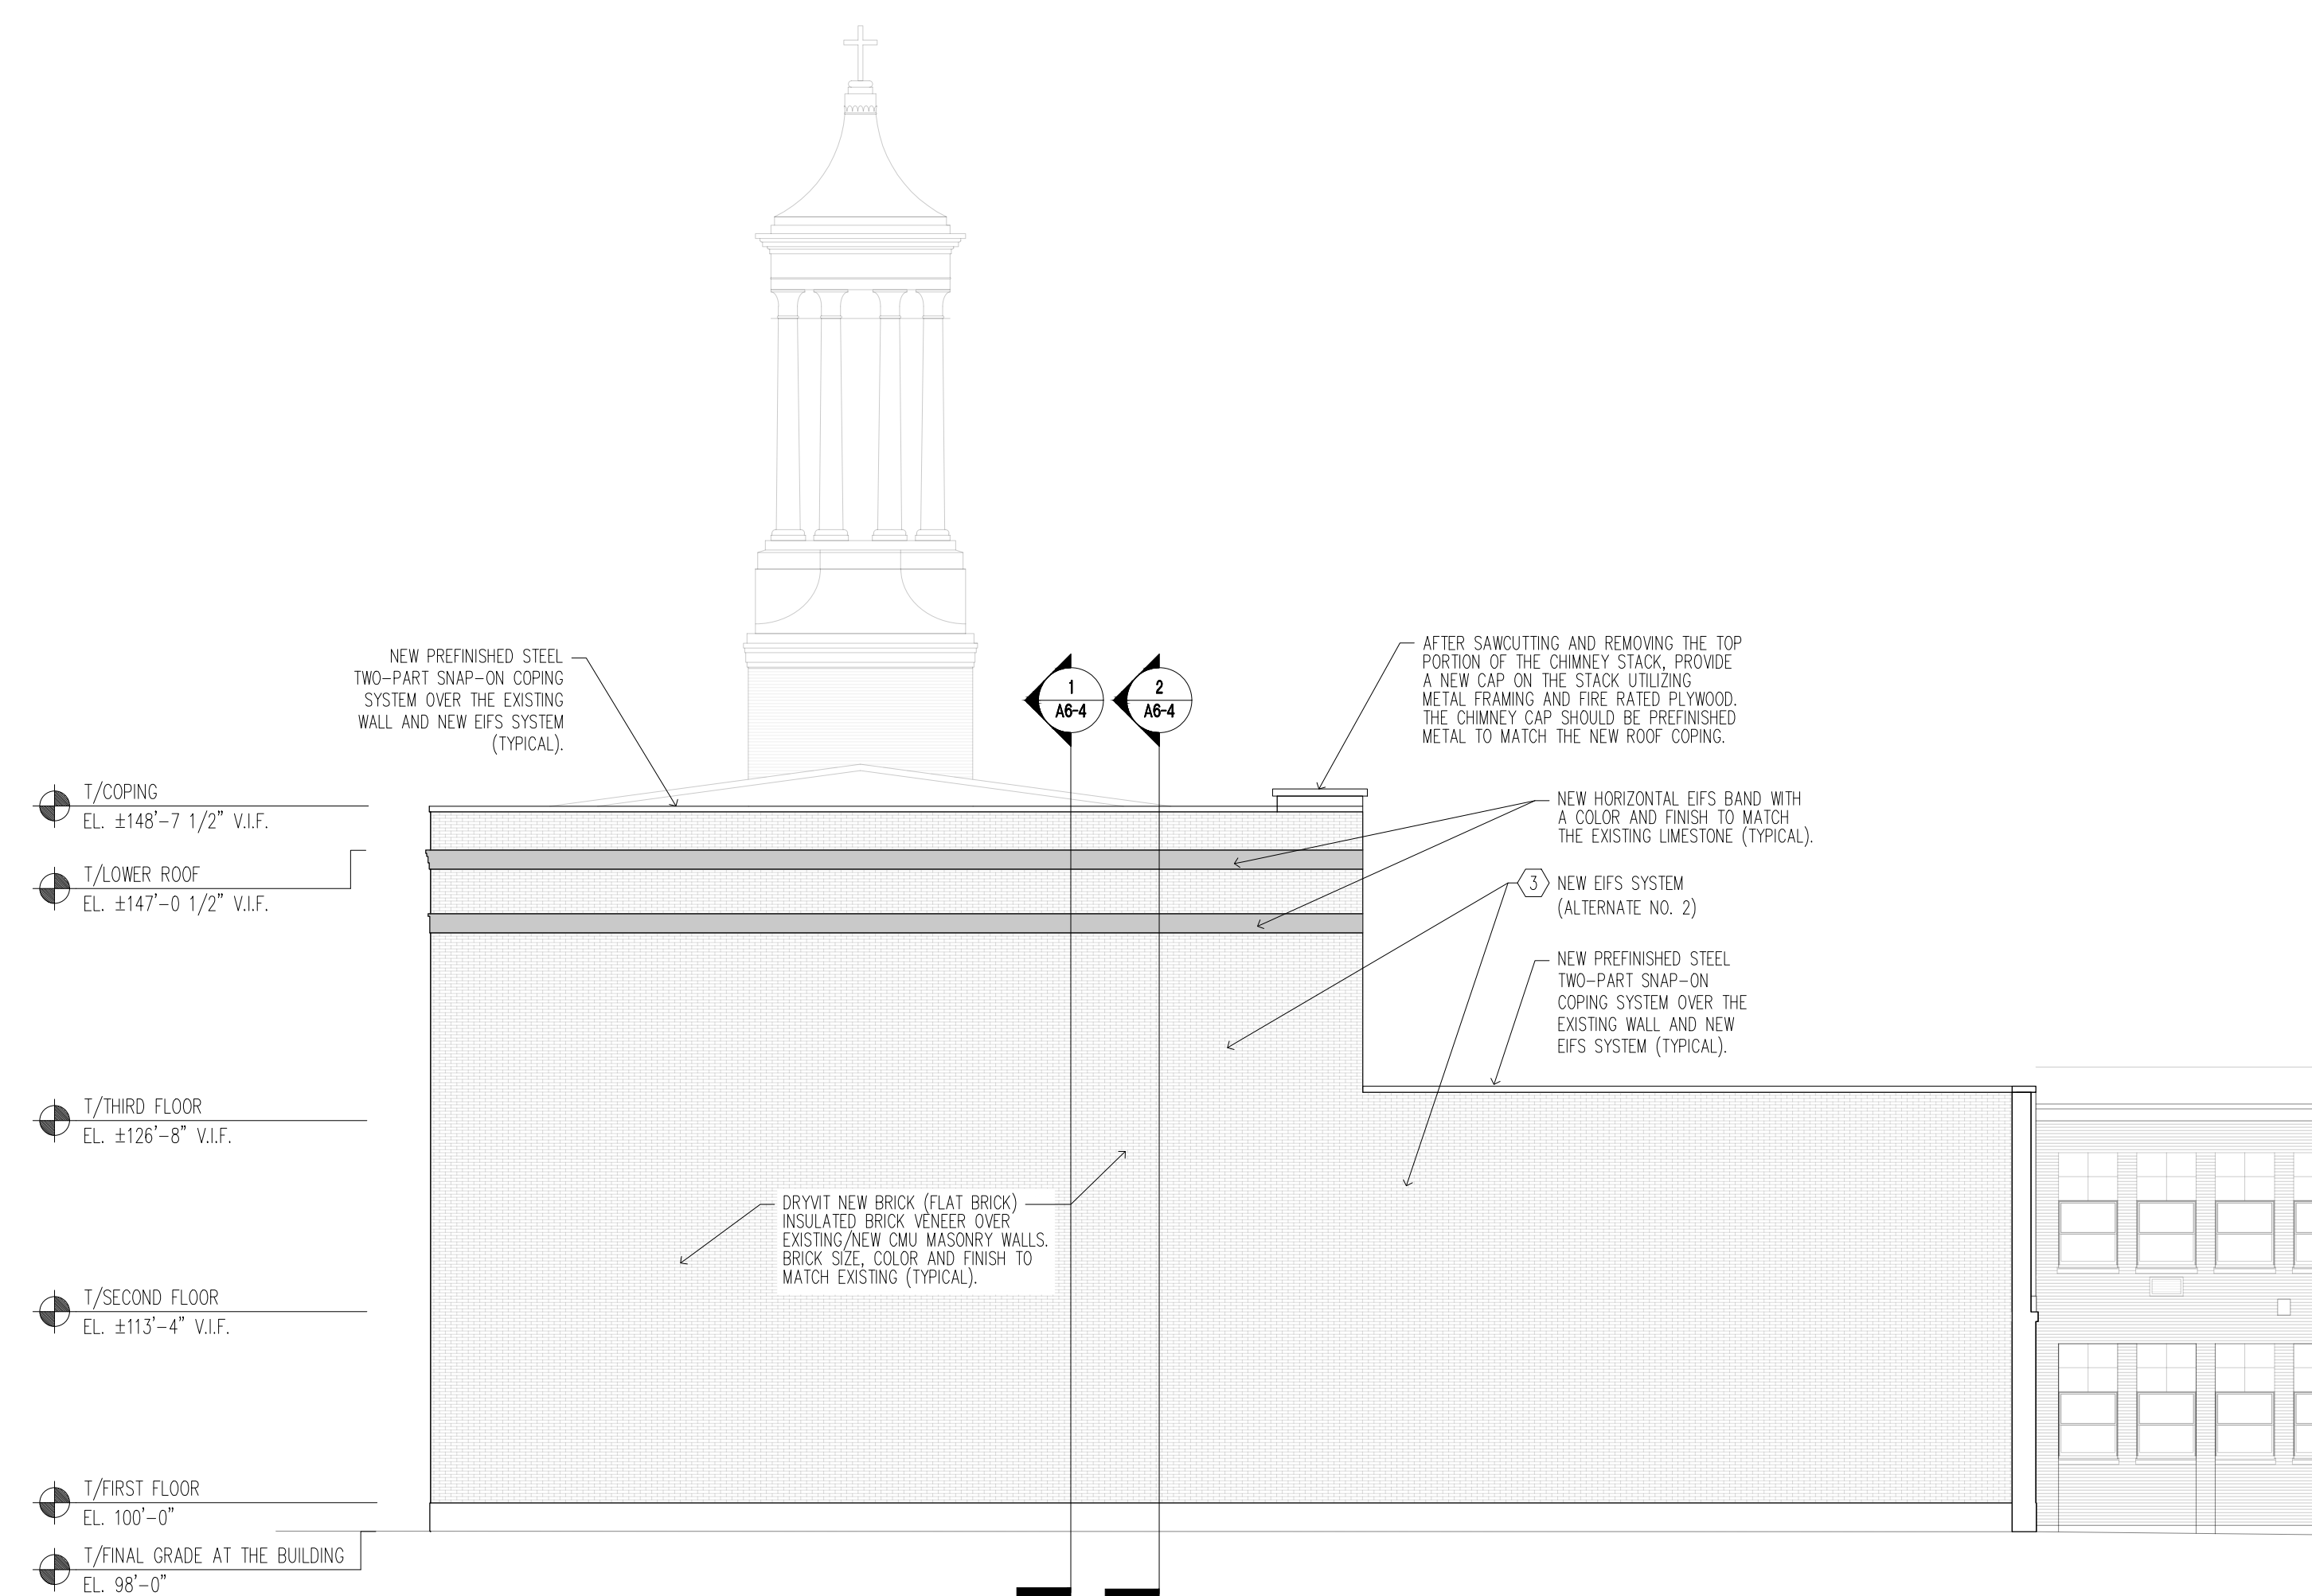 NEW PREFINISHED STEEL
TWO-PART SNAP-ON COPING
SYSTEM OVER THE EXISTING
WALL AND NEW EIFS SYSTEM
(TYPICAL).
1
A6-4
2
A6-4
AFTER SAWCUTTING AND REMOVING THE TOP
PORTION OF THE CHIMNEY STACK, PROVIDE
A NEW CAP ON THE STACK UTILIZING
METAL FRAMING AND FIRE RATED PLYWOOD.
THE CHIMNEY CAP SHOULD BE PREFINISHED
METAL TO MATCH THE NEW ROOF COPING.
T/COPING
EL. ±148'-7 1/2" V.I.F.
NEW HORIZONTAL EIFS BAND WITH
A COLOR AND FINISH TO MATCH
THE EXISTING LIMESTONE (TYPICAL).
T/LOWER ROOF
EL. ±147'-0 1/2" V.I.F.
3
NEW EIFS SYSTEM
(ALTERNATE NO. 2)
NEW PREFINISHED STEEL
TWO-PART SNAP-ON
COPING SYSTEM OVER THE
EXISTING WALL AND NEW
EIFS SYSTEM (TYPICAL).
T/THIRD FLOOR
EL. ±126'-8" V.I.F.
DRYVIT NEW BRICK (FLAT BRICK)
INSULATED BRICK VENEER OVER
EXISTING/NEW CMU MASONRY WALLS.
BRICK SIZE, COLOR AND FINISH TO
MATCH EXISTING (TYPICAL).
T/SECOND FLOOR
EL. ±113'-4" V.I.F.
T/FIRST FLOOR
EL. 100'-0"
T/FINAL GRADE AT THE BUILDING
EL. 98'-0"